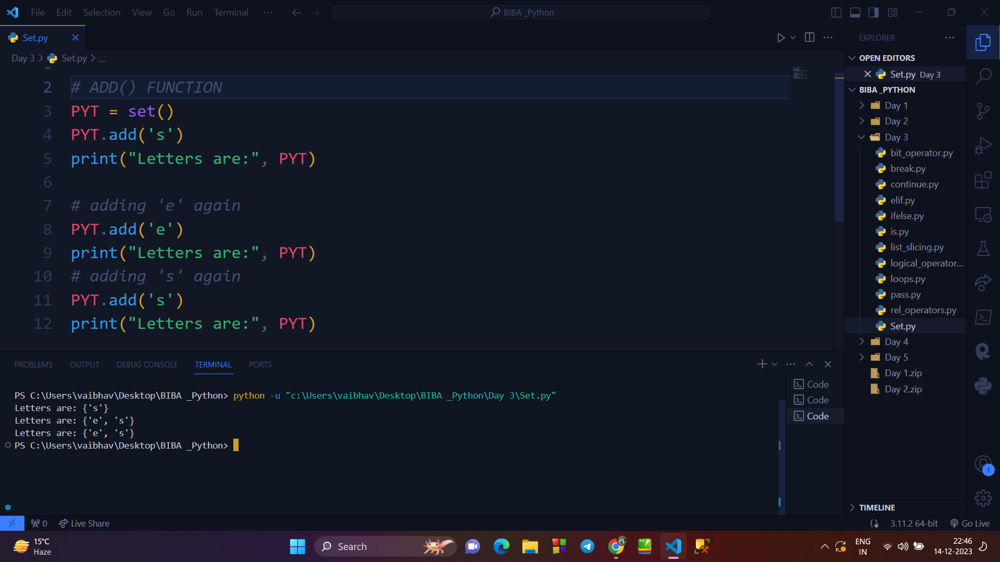 File Edit Selection View Go Run Terminal ··· BIBA _Python
Set.py
Day 3 > Set.py > ...
1
2 # ADD() FUNCTION
3 PYT = set()
4 PYT.add('s')
5 print("Letters are:", PYT)
6
7 # adding 'e' again
8 PYT.add('e')
9 print("Letters are:", PYT)
10 # adding 's' again
11 PYT.add('s')
12 print("Letters are:", PYT)
PROBLEMS OUTPUT DEBUG CONSOLE TERMINAL PORTS
PS C:\Users\vaibhav\Desktop\BIBA _Python> python -u "c:\Users\vaibhav\Desktop\BIBA _Python\Day 3\Set.py"
Letters are: {'s'}
Letters are: {'e', 's'}
Letters are: {'e', 's'}
PS C:\Users\vaibhav\Desktop\BIBA _Python>
Code
Code
Code
EXPLORER
OPEN EDITORS
Set.py Day 3
BIBA _PYTHON
Day 1
Day 2
Day 3
bit_operator.py
break.py
continue.py
elif.py
ifelse.py
is.py
list_slicing.py
logical_operator...
loops.py
pass.py
rel_operators.py
Set.py
Day 4
Day 5
Day 1.zip
Day 2.zip
1
TIMELINE
0 Live Share 3.11.2 64-bit Go Live
15°C
Haze
Search
ENG
IN
22:46
14-12-2023